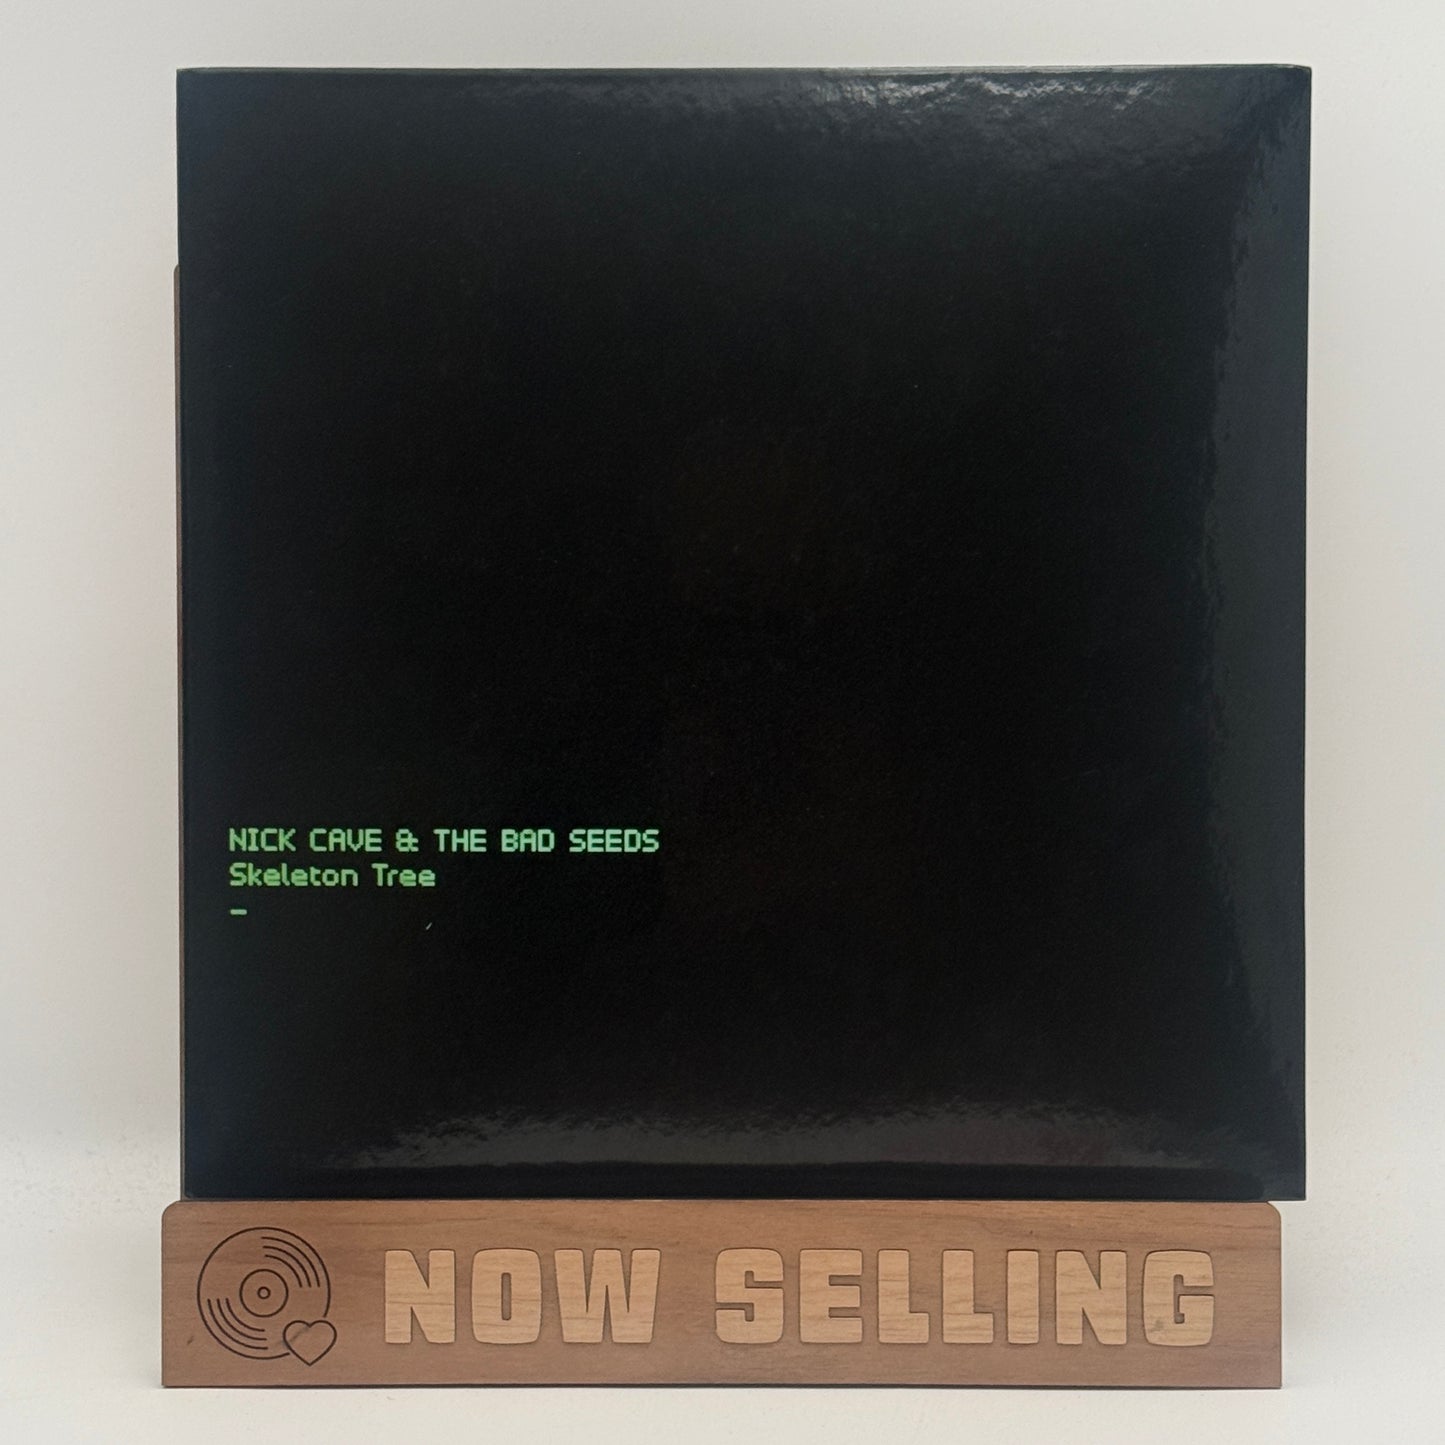 NICK CAVE & THE BAD SEEDS
Skeleton Tree
_
NOW SELLING